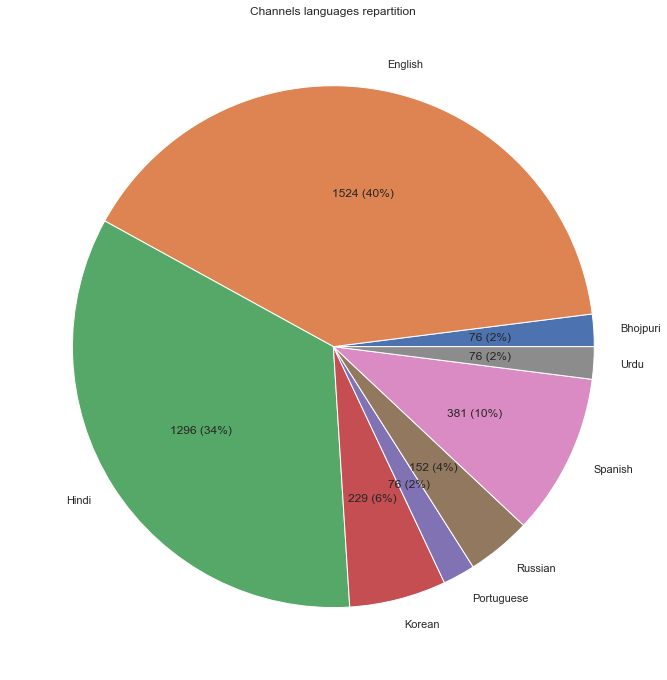 Channels languages repartition
English
1524 (40%)
Bhojpuri
76 (2%)
76 (2%)
Urdu
381 (10%)
1296 (34%)
152 (4%)
Spanish
76 (2%)
229 (6%)
Hindi
Russian
Portuguese
Korean